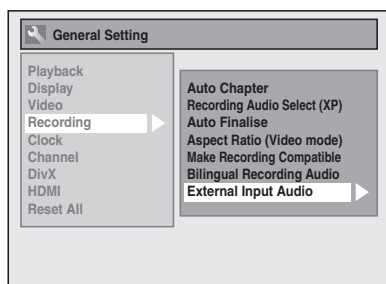 General Setting
Playback
Display
Video
Recording
Clock
Channel
DivX
HDMI
Reset All
Auto Chapter
Recording Audio Select (XP)
Auto Finalise
Aspect Ratio (Video mode)
Make Recording Compatible
Bilingual Recording Audio
External Input Audio